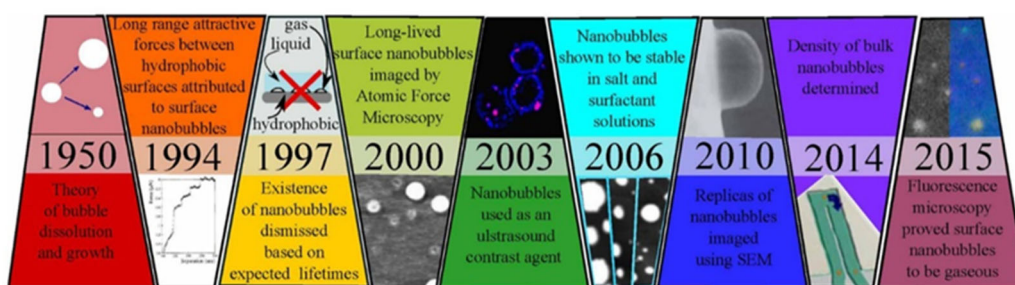 1950
Theory
of bubble
dissolution
and growth
Long range attractive
forces between
hydrophobic
surfaces attributed
to surface
nanobubbles
1994
gas
liquid
hydrophobic
1997
Existence
of nanobubbles
dismissed
based on
expected lifetimes
Long-lived
surface nanobubbles
imaged by
Atomic Force
Microscopy
2000
2003
Nanobubbles
used as an
ulstrasound
contrast agent
Nanobubbles
shown to be stable
in salt and
surfactant
solutions
2006
2010
Replicas of
nanobubbles
imaged
using SEM
Density of bulk
nanobubbles
determined
2014
2015
Fluorescence
microscopy
proved surface
nanobubbles
to be gaseous